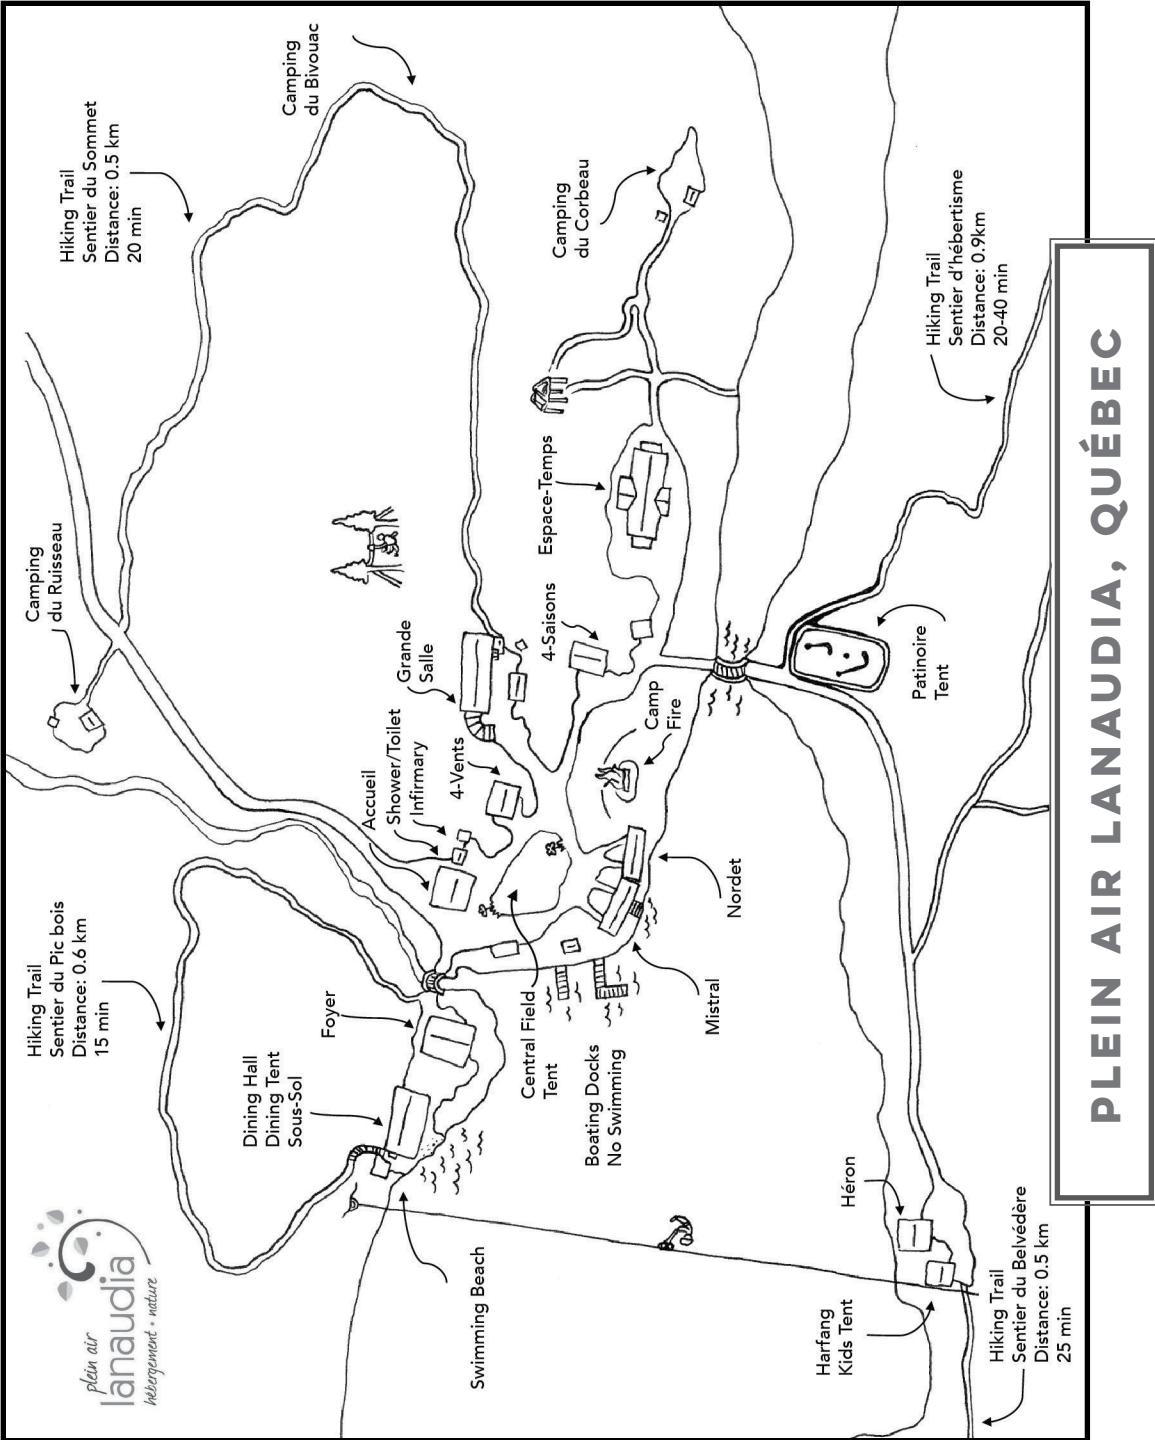 PLEIN AIR LANAUDIA, QUÉBEC
plein air
lanaudia
hébergement • nature
Hiking Trail
Sentier du Pic bois
Distance: 0.6 km
15 min
Camping
du Ruisseau
Hiking Trail
Sentier du Sommet
Distance: 0.5 km
20 min
Camping
du Bivouac
Dining Hall
Dining Tent
Sous-Sol
Foyer
Accueil
Shower/Toilet
Infirmary
4-Vents
Grande
Salle
Swimming Beach
Central Field
Tent
Boating Docks
No Swimming
4-Saisons
Espace-Temps
Camping
du Corbeau
Camp
Fire
Mistral
Nordet
Harfang
Kids Tent
Héron
Patinoire
Tent
Hiking Trail
Sentier d'hébertisme
Distance: 0.9km
20-40 min
Hiking Trail
Sentier du Belvédère
Distance: 0.5 km
25 min